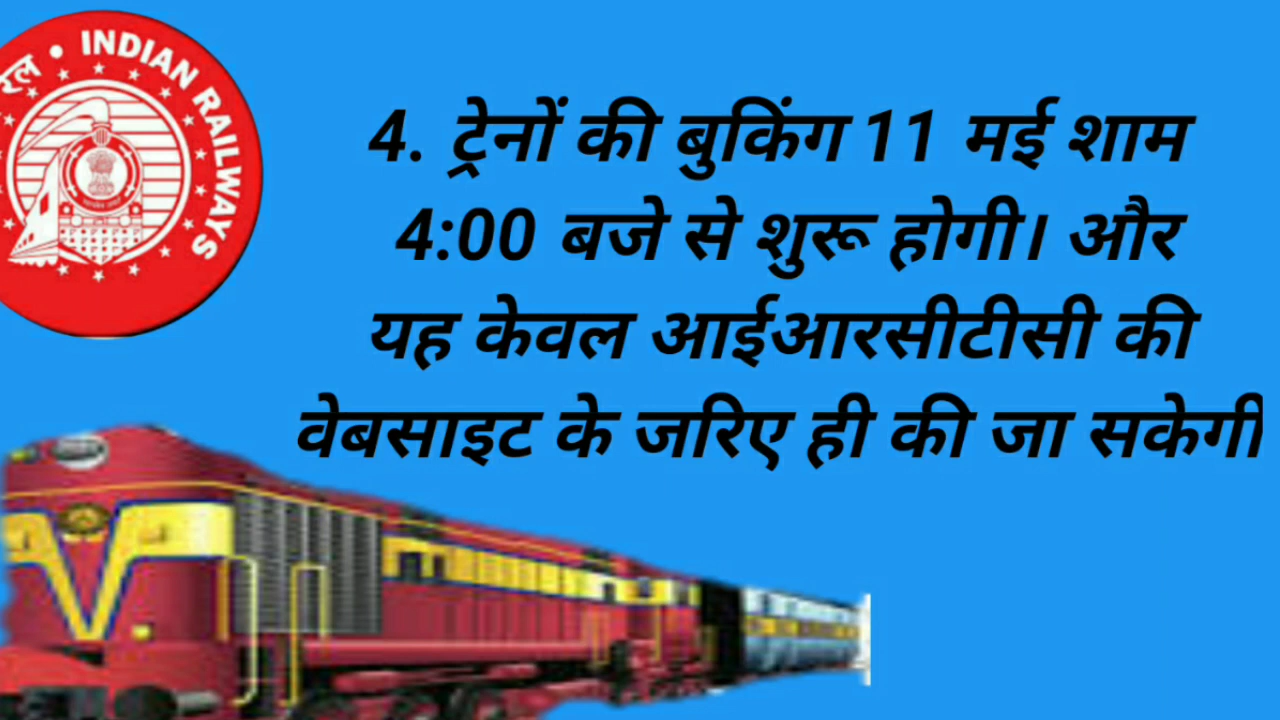 रेल • INDIAN RAILWAYS
4. ट्रेनों की बुकिंग 11 मई शाम
4:00 बजे से शुरू होगी। और
यह केवल आईआरसीटीसी की
वेबसाइट के जरिए ही की जा सकेगी